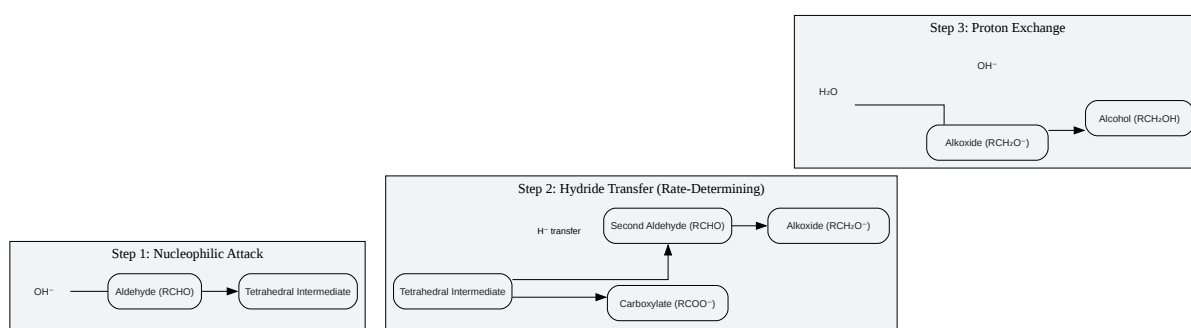 Step 1: Nucleophilic Attack
OH⁻
Aldehyde (RCHO)
Tetrahedral Intermediate
Step 2: Hydride Transfer (Rate-Determining)
H⁻ transfer
Second Aldehyde (RCHO)
Alkoxide (RCH₂O⁻)
Tetrahedral Intermediate
Carboxylate (RCOO⁻)
Step 3: Proton Exchange
OH⁻
H₂O
Alkoxide (RCH₂O⁻)
Alcohol (RCH₂OH)